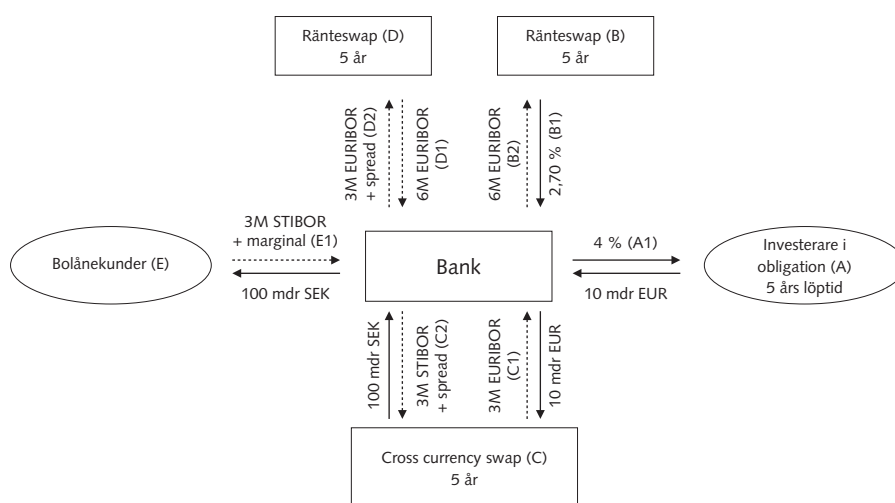 Ränteswap (D)
5 år
Ränteswap (B)
5 år
3M EURIBOR
+ spread (D2)
6M EURIBOR
(D1)
6M EURIBOR
(B2)
2,70 % (B1)
Bolånekunder (E)
3M STIBOR
+ marginal (E1)
100 mdr SEK
Bank
4 % (A1)
10 mdr EUR
Investerare i
obligation (A)
5 års löptid
100 mdr SEK
3M STIBOR
+ spread (C2)
3M EURIBOR
(C1)
10 mdr EUR
Cross currency swap (C)
5 år